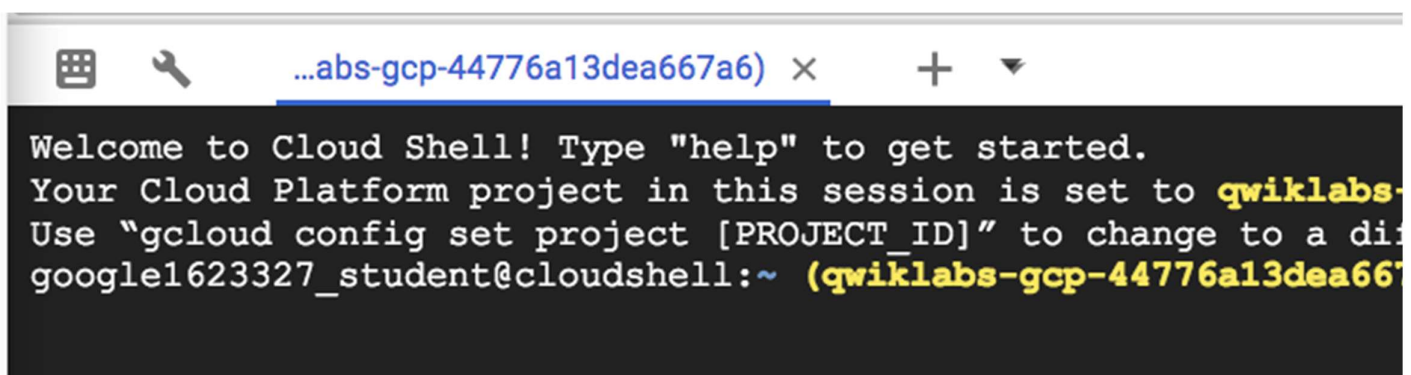 ...abs-gcp-44776a13dea667a6)
Welcome to Cloud Shell! Type "help" to get started.
Your Cloud Platform project in this session is set to qwiklabs-
Use “gcloud config set project [PROJECT_ID]” to change to a
google1623327_student@cloudshell:~ (qwiklabs-gcp-44776a13dea667